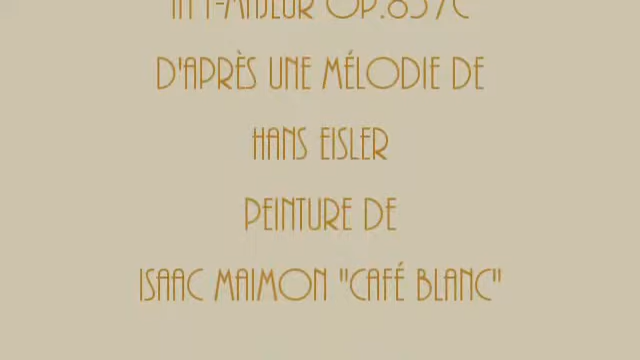 D'APRÈS UNE MÉLODIE DE
HANS EISLER
PEINTURE DE
ISAAC MAIMON "CAFÉ BLANC"